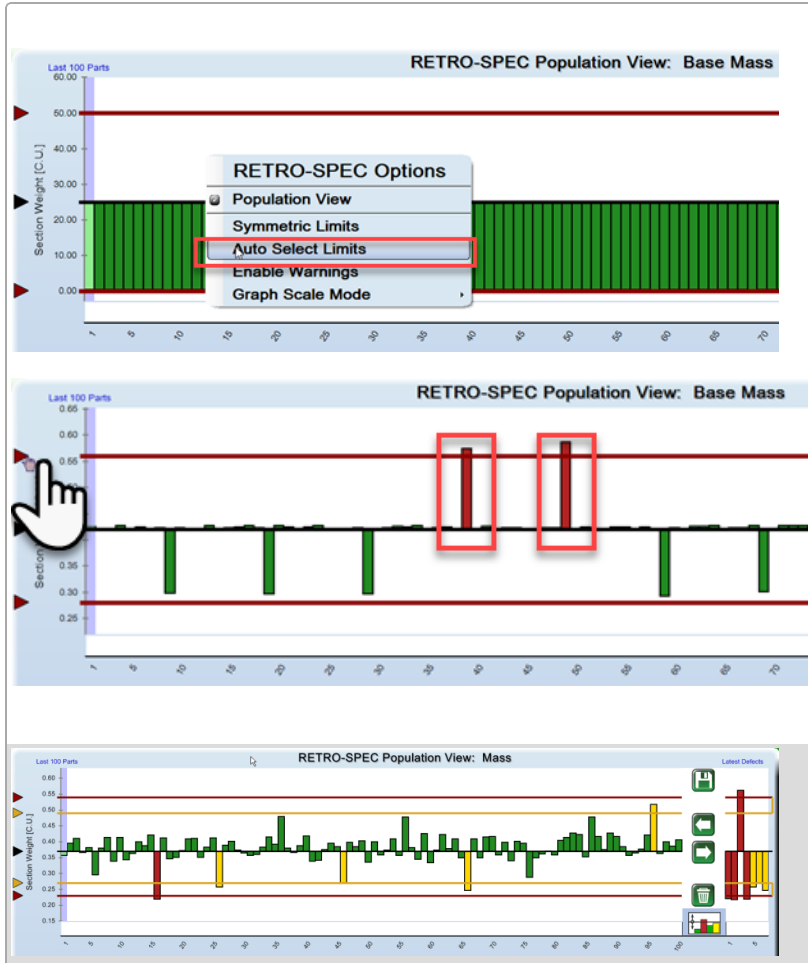 RETRO-SPEC Population View: Base Mass
Last 100 Parts
60.00
50.00
40.00
30.00
20.00
10.00
0.00
Section Weight [C.U.]
RETRO-SPEC Options
Population View
Symmetric Limits
Auto Select Limits
Enable Warnings
Graph Scale Mode
1 5 10 15 20 25 30 35 40 45 50 55 60 65 70
RETRO-SPEC Population View: Base Mass
Last 100 Parts
0.65
0.60
0.55
0.35
0.30
0.25
Section
1 5 10 15 20 25 30 35 40 45 50 55 60 65 70
RETRO-SPEC Population View: Mass
Last 100 Parts
Latest Defects
0.60
0.55
0.50
0.45
0.40
0.35
0.30
0.25
0.20
0.15
Section Weight [C.U.]
1 5 10 15 20 25 30 35 40 45 50 55 60 65 70 75 80 85 90 95 100
1 5